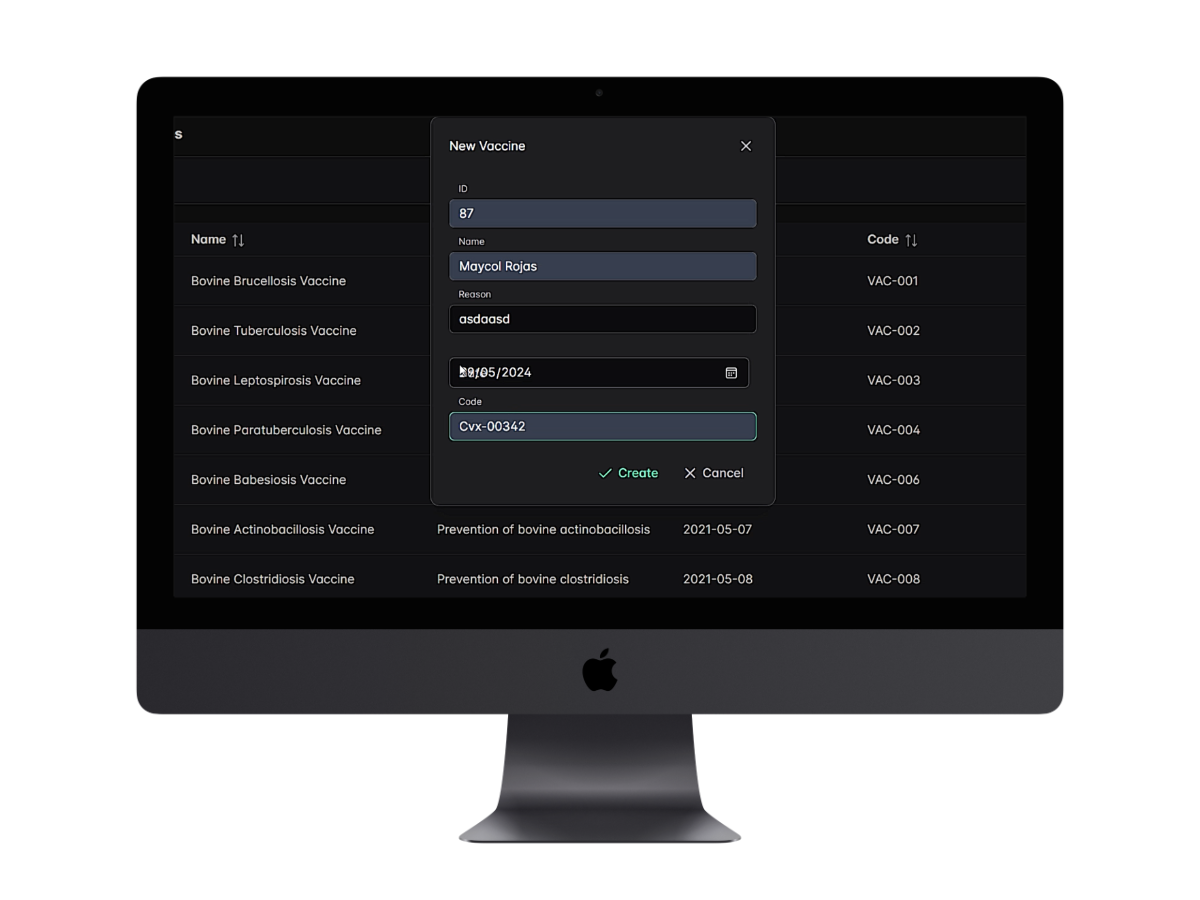 s
New Vaccine
ID
87
Name
Maycol Rojas
Reason
asdaasd
/05/2024
Code
Cvx-00342
Create Cancel
Name Code
Bovine Brucellosis Vaccine VAC-001
Bovine Tuberculosis Vaccine VAC-002
Bovine Leptospirosis Vaccine VAC-003
Bovine Paratuberculosis Vaccine VAC-004
Bovine Babesiosis Vaccine VAC-006
Bovine Actinobacillosis Vaccine Prevention of bovine actinobacillosis 2021-05-07 VAC-007
Bovine Clostridiosis Vaccine Prevention of bovine clostridiosis 2021-05-08 VAC-008